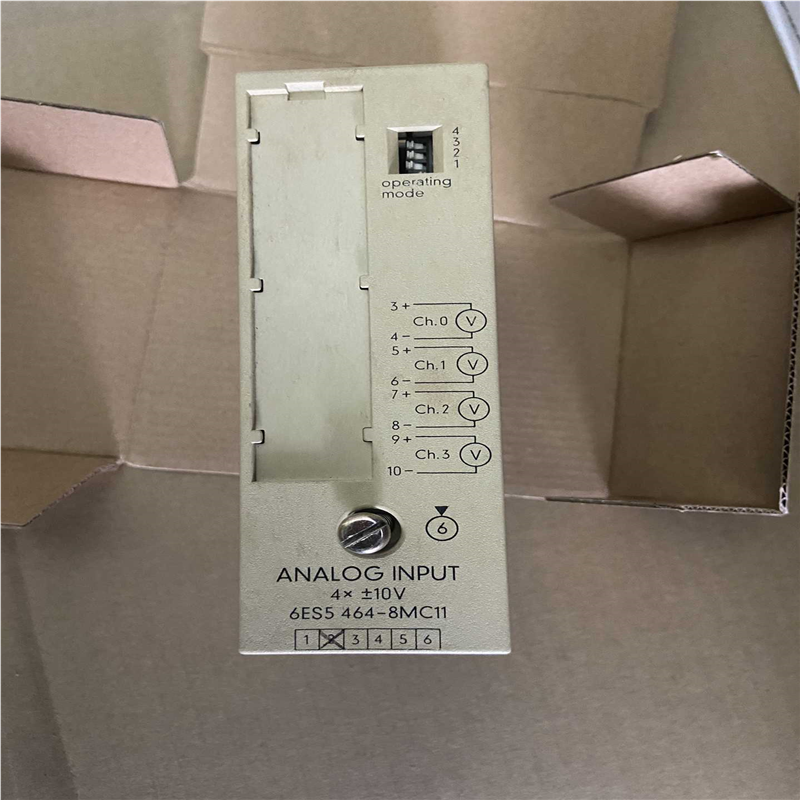 4
3
2
1
operating
mode
3+
Ch.0 V
4-
5+
Ch.1 V
6-
7+
Ch.2 V
8-
9+
Ch.3 V
10-
6
ANALOG INPUT
4× ±10V
6ES5 464-8MC11
1 2 3 4 5 6